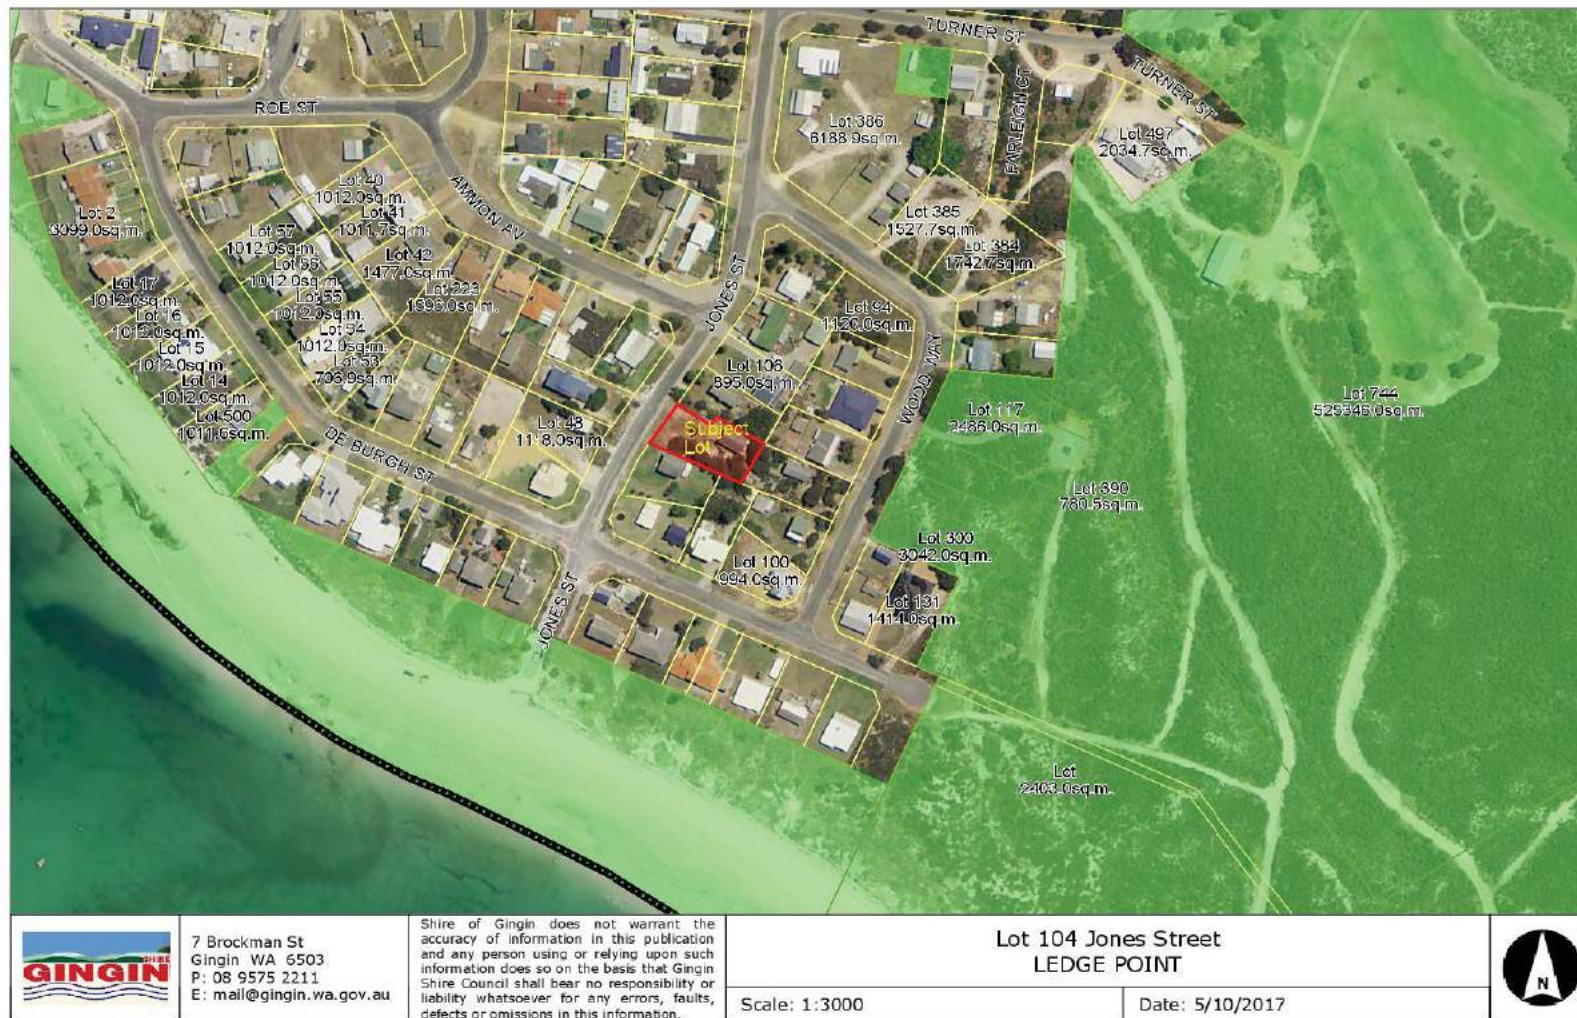 TURNER ST
TURNER ST
ROE ST
FARLEIGH CT
Lot 386
6188.9sq.m.
Lot 497
2034.7sq.m.
Lot 40
1012.0sq.m.
Lot 41
1011.7sq.m.
AMMON AV
Lot 2
3099.0sq.m.
Lot 385
1527.7sq.m.
Lot 57
1012.0sq.m.
Lot 42
1477.0sq.m.
Lot 384
1742.7sq.m.
Lot 56
1012.0sq.m.
Lot 17
1012.0sq.m.
Lot 55
1012.0sq.m.
Lot 223
JONES ST
Lot 94
1120.0sq.m.
Lot 16
1012.0sq.m.
Lot 54
1012.0sq.m.
Lot 15
1012.0sq.m.
Lot 53
Lot 14
1012.0sq.m.
Lot 106
895.0sq.m.
WOOD WAY
Lot 744
Lot 500
1011.6sq.m.
Lot 48
Subject
Lot
Lot 117
2486.0sq.m.
DE BURGH ST
Lot 390
780.5sq.m.
Lot 300
3042.0sq.m.
Lot 100
994.0sq.m.
JONES ST
Lot 131
1414.0sq.m.
Lot
2403.0sq.m.
SHIRE
GINGIN
7 Brockman St
Gingin WA 6503
P: 08 9575 2211
E: mail@gingin.wa.gov.au
Shire of Gingin does not warrant the
accuracy of information in this publication
and any person using or relying upon such
information does so on the basis that Gingin
Shire Council shall bear no responsibility or
liability whatsoever for any errors, faults,
defects or omissions in this information.
Lot 104 Jones Street
LEDGE POINT
Scale: 1:3000
Date: 5/10/2017
N